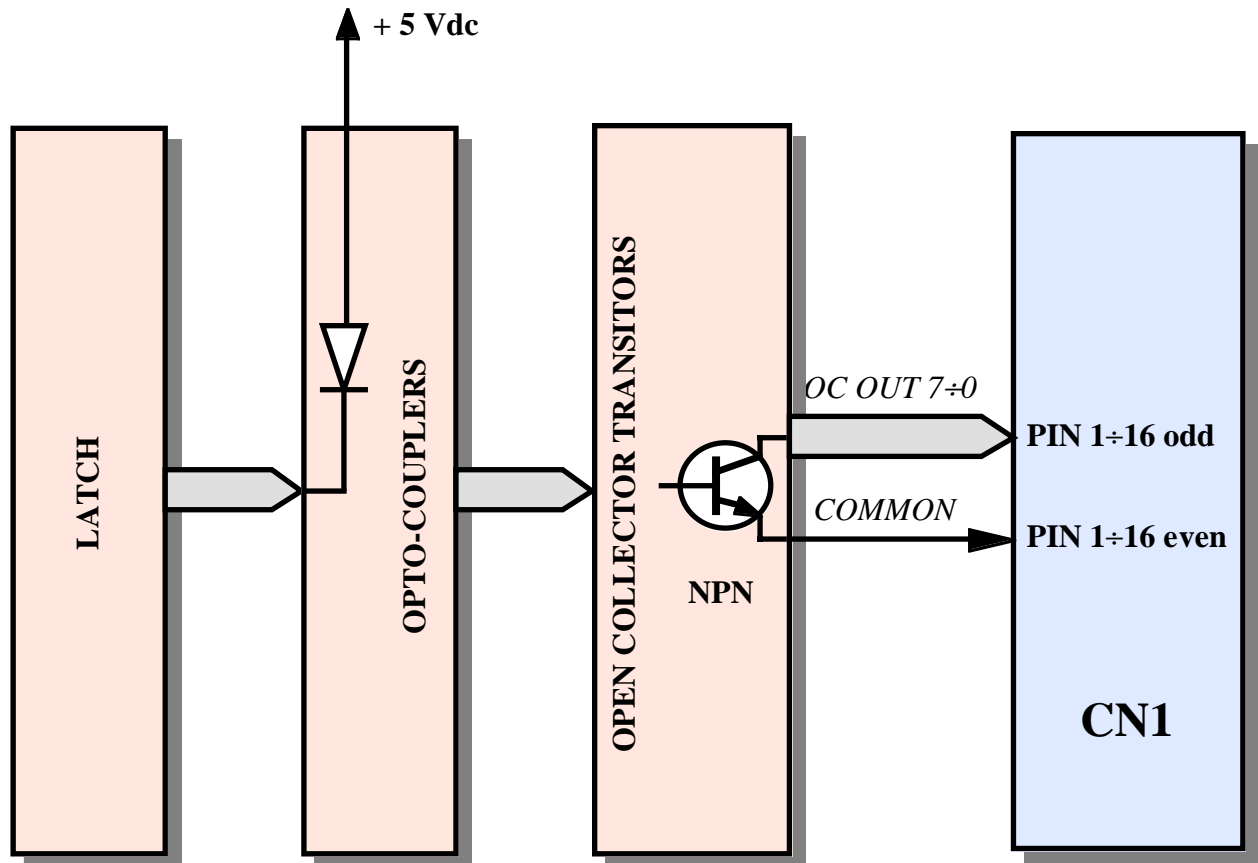 + 5 Vdc
LATCH
OPTO-COUPLERS
OPEN COLLECTOR TRANSITORS
NPN
OC OUT 7÷0
COMMON
PIN 1÷16 odd
PIN 1÷16 even
CN1